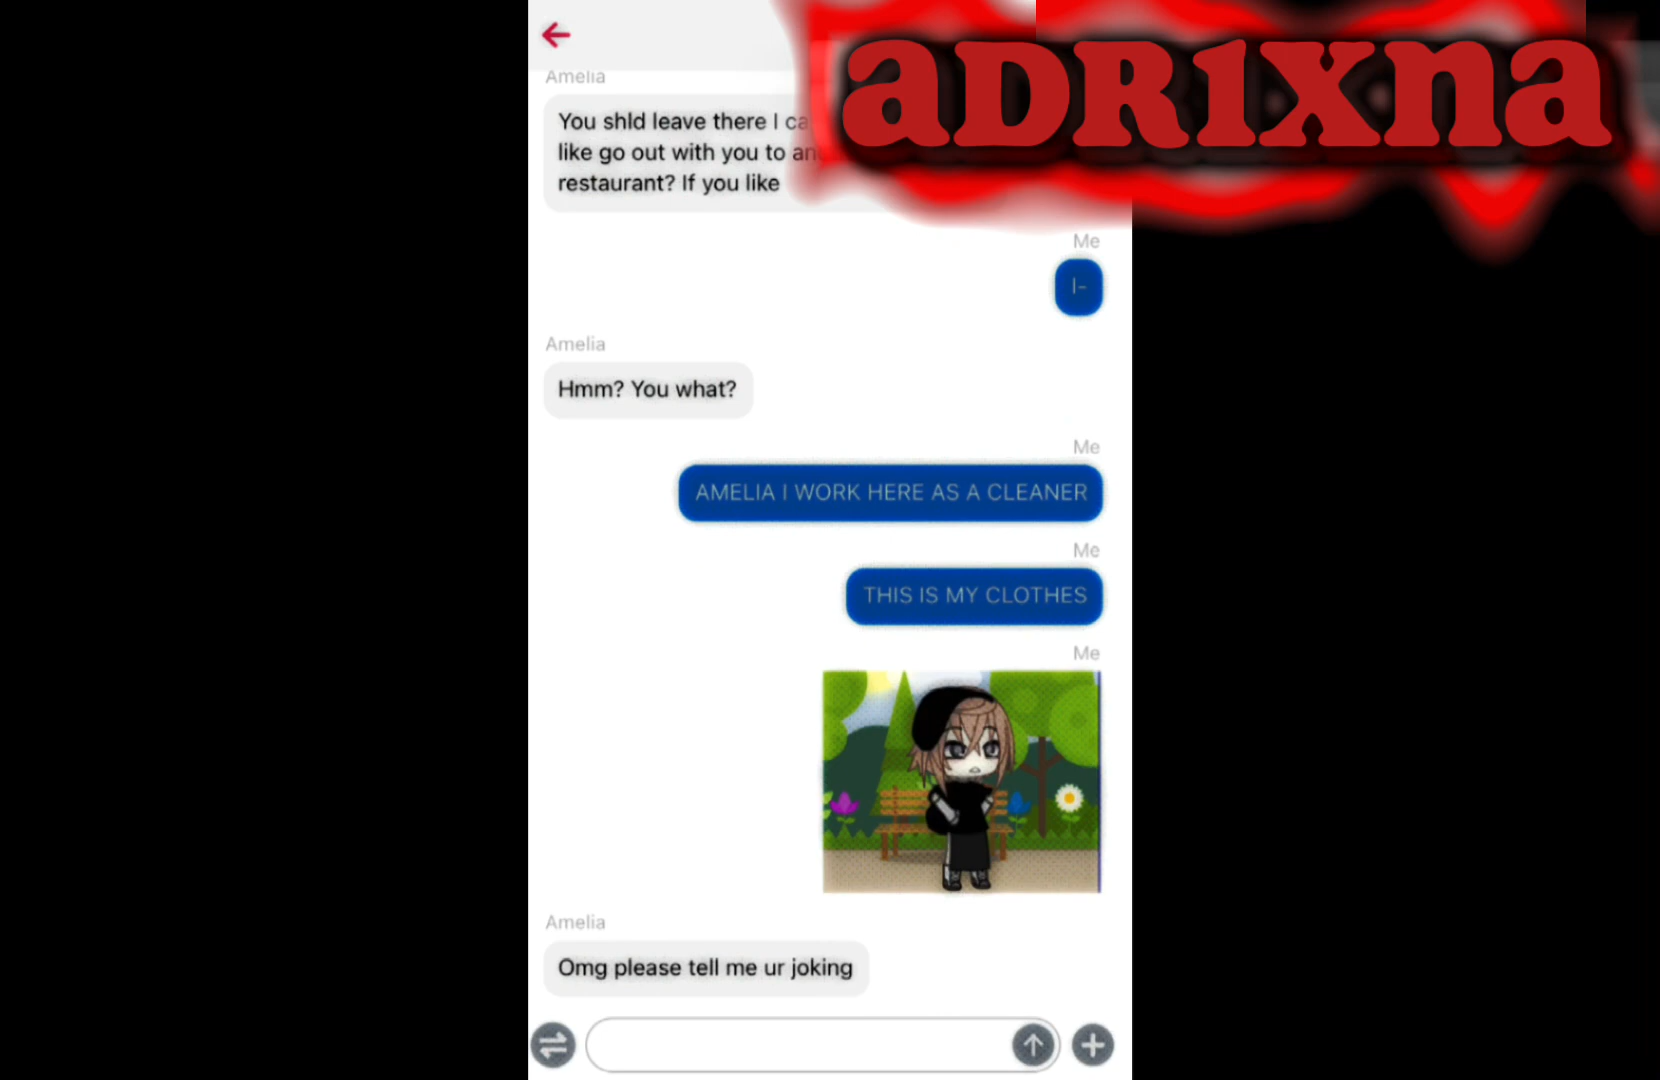 aDR1Xna
Amelia
You shld leave there I
like go out with you to
restaurant? If you like
Me
I-
Amelia
Hmm? You what?
Me
AMELIA I WORK HERE AS A CLEANER
Me
THIS IS MY CLOTHES
Me
Amelia
Omg please tell me ur joking